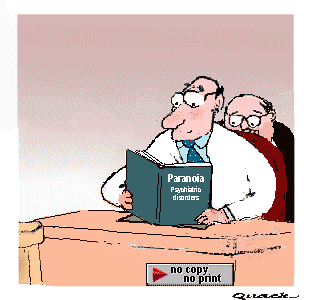 Paranoia
Psychiatric
disorders
no copy
no print
Quack